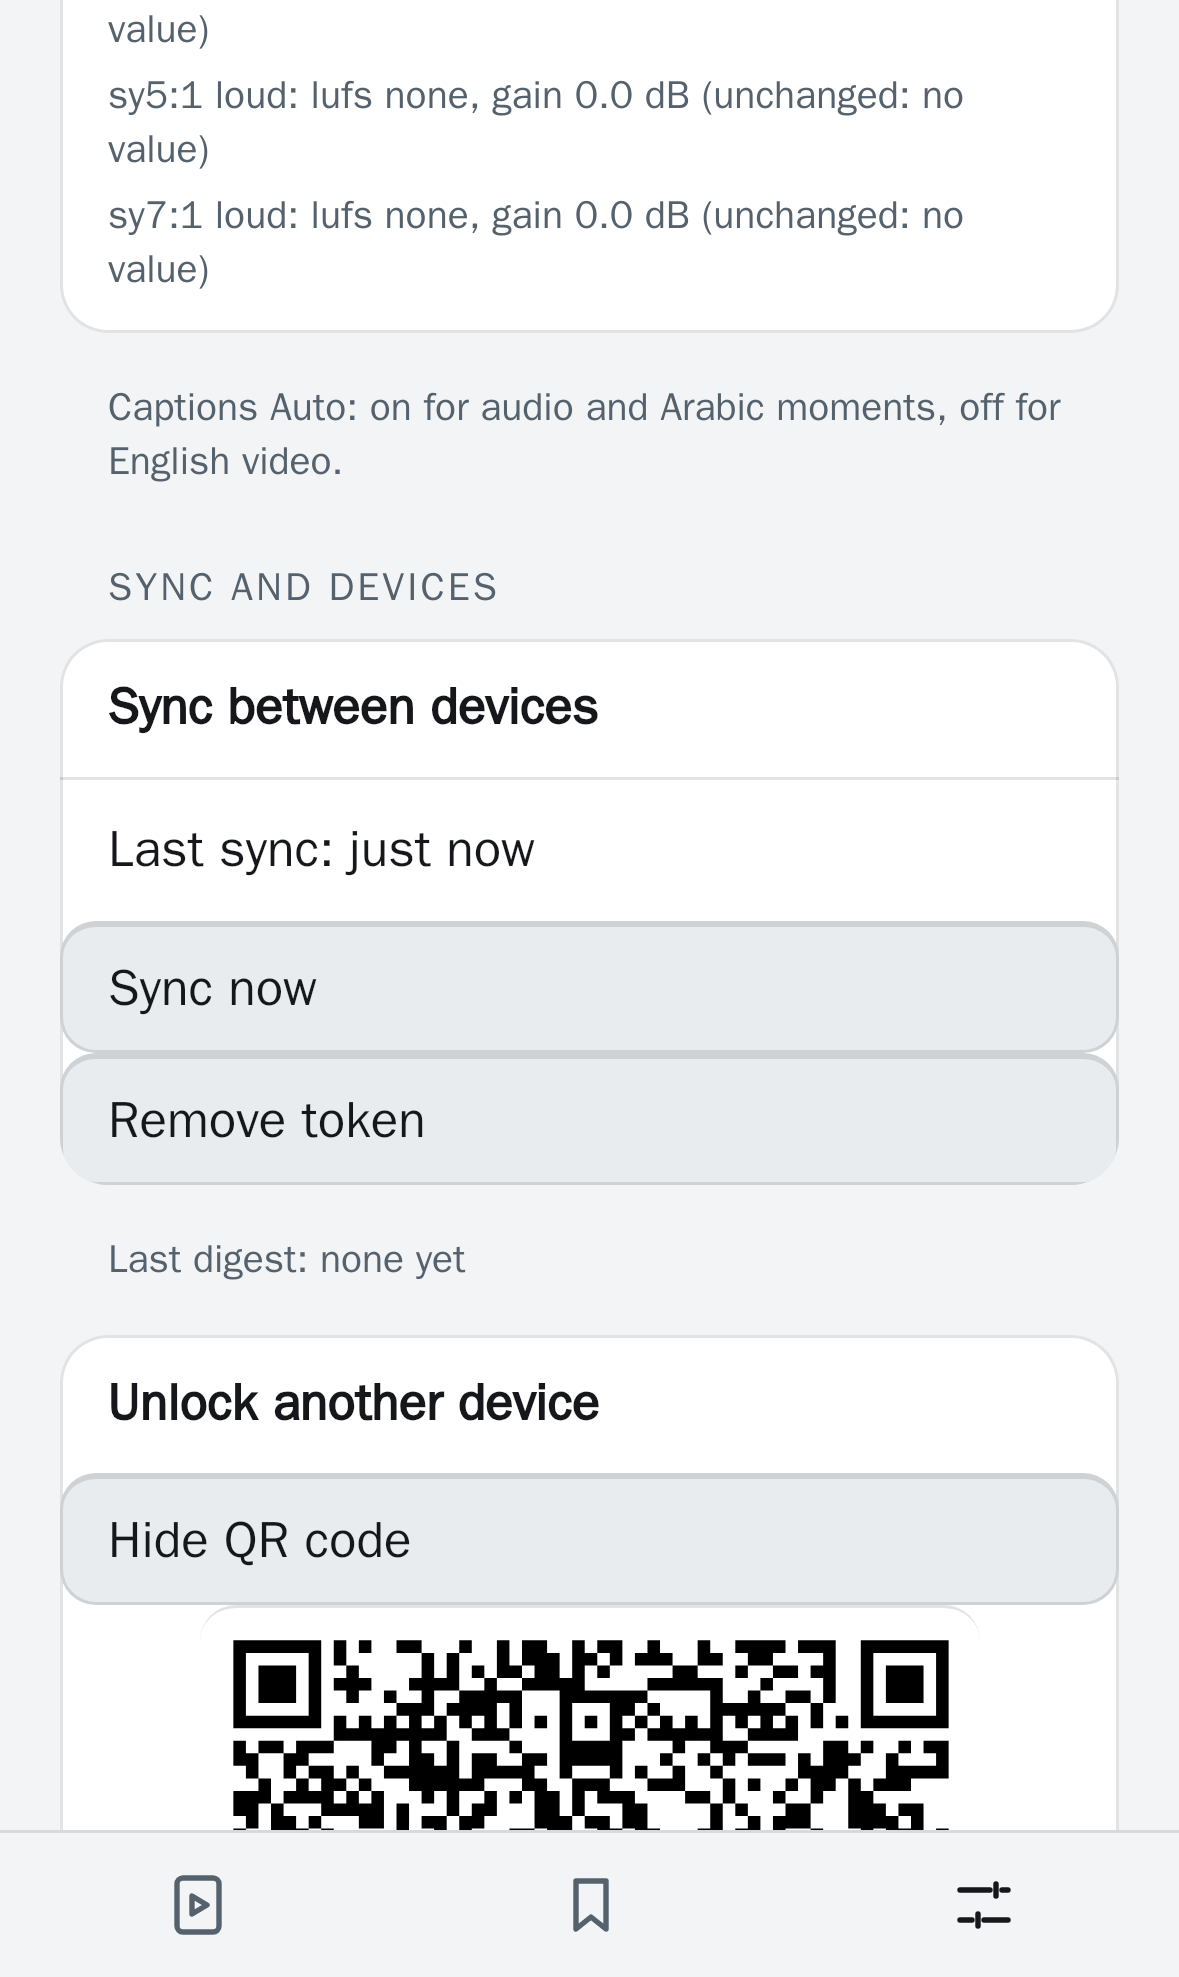 value)
sy5:1 loud: lufs none, gain 0.0 dB (unchanged: no
value)
sy7:1 loud: lufs none, gain 0.0 dB (unchanged: no
value)
Captions Auto: on for audio and Arabic moments, off for
English video.
SYNC AND DEVICES
Sync between devices
Last sync: just now
Sync now
Remove token
Last digest: none yet
Unlock another device
Hide QR code